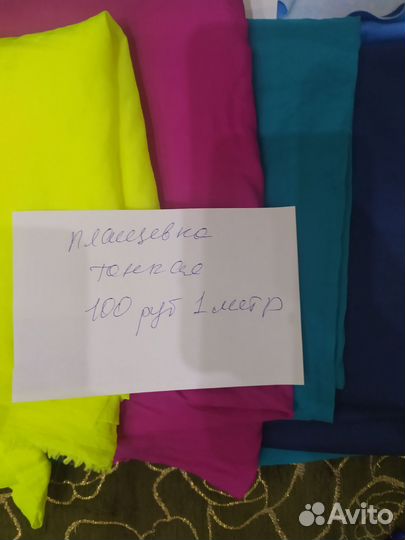 плащевка
тонкая
100 руб 1 метр
Avito